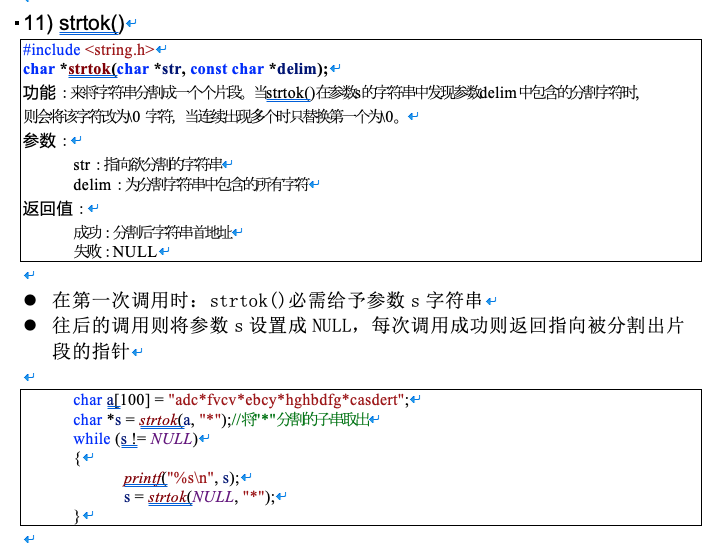 11) strtok()
#include <string.h>
char *strtok(char *str, const char *delim);
功能：来将字符串分割成一个个片段。当strtok()在参数s的字符串中发现参数delim中包含的分割字符时,
则会将该字符改为\0 字符，当连续出现多个时只替换第一个为\0。
参数：
str：指向欲分割的字符串
delim：为分割字符串中包含的所有字符
返回值：
成功：分割后字符串首地址
失败：NULL
● 在第一次调用时：strtok()必需给予参数 s 字符串
● 往后的调用则将参数 s 设置成 NULL，每次调用成功则返回指向被分割出片
段的指针
char a[100] = "adc*fvcv*ebcy*hghbdfg*casdert";
char *s = strtok(a, "*");//将"*"分割的子串取出
while (s != NULL)
{
printf("%s\n", s);
s = strtok(NULL, "*");
}